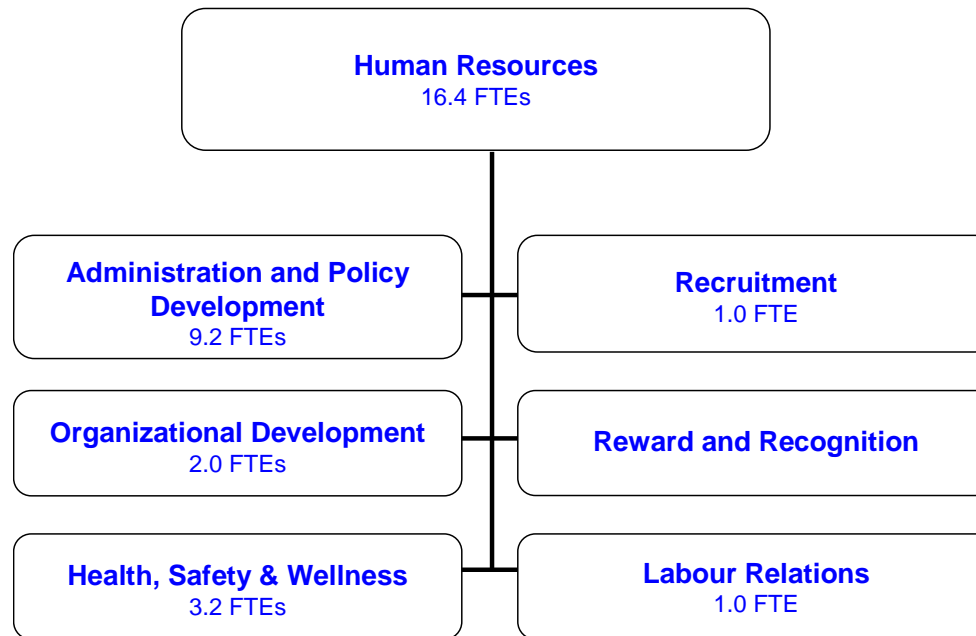 Human Resources
16.4 FTEs
Administration and Policy
Development
9.2 FTEs
Recruitment
1.0 FTE
Organizational Development
2.0 FTEs
Reward and Recognition
Health, Safety & Wellness
3.2 FTEs
Labour Relations
1.0 FTE